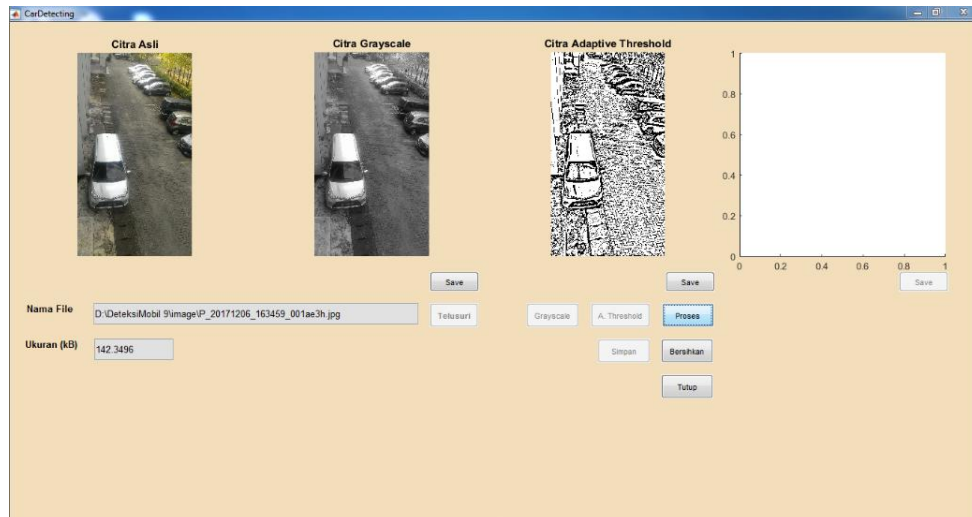 CarDetecting
Citra Asli
Citra Grayscale
Citra Adaptive Threshold
1
0.8
0.6
0.4
0.2
0
0 0.2 0.4 0.6 0.8 1
Save Save Save
Nama File D:\DeteksiMobil 9\image\P_20171206_163459_001ae3h.jpg Telusuri Grayscale A. Threshold Proses
Ukuran (kB) 142.3496 Simpan Bersihkan
Tutup